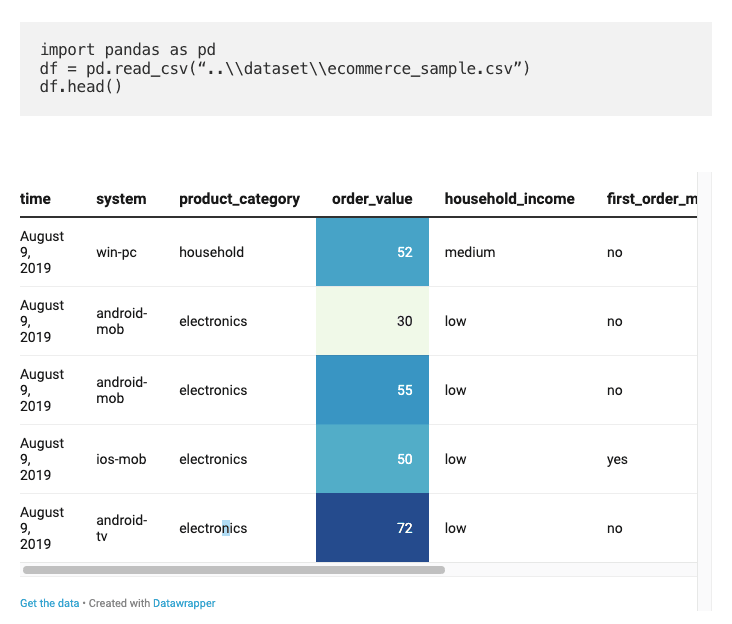 import pandas as pd
df = pd.read_csv(“..\\dataset\\ecommerce_sample.csv”)
df.head()
time system product_category order_value household_income first_order_m
August 9, 2019 win-pc household 52 medium no
August 9, 2019 android-mob electronics 30 low no
August 9, 2019 android-mob electronics 55 low no
August 9, 2019 ios-mob electronics 50 low yes
August 9, 2019 android-tv electronics 72 low no
Get the data • Created with Datawrapper